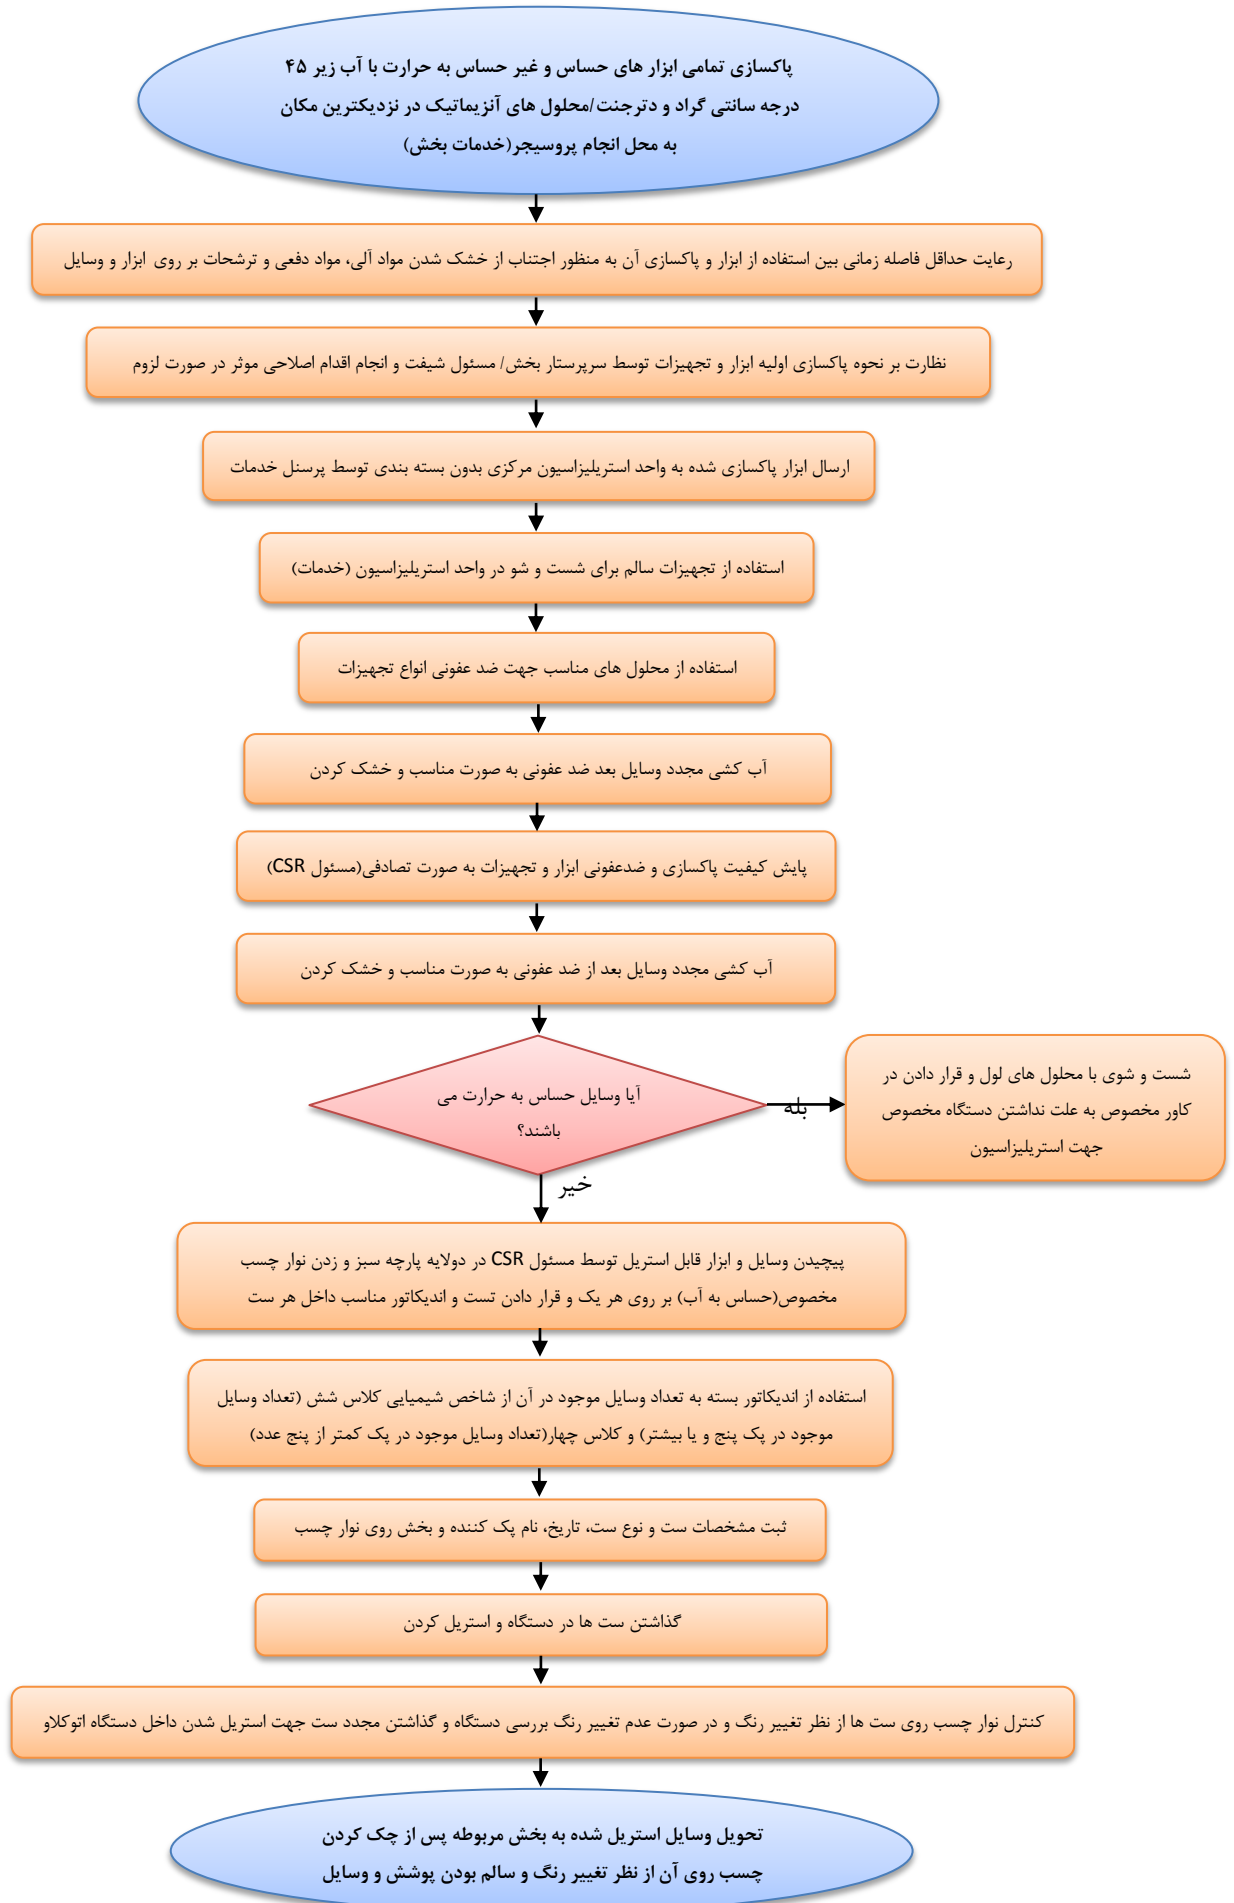 پاکسازی تمامی ابزار های حساس و غیر حساس به حرارت با آب زیر ۴۵
درجه سانتی گراد و دترجنت/محلول های آنزیماتیک در نزدیکترین مکان
به محل انجام پروسیجر(خدمات بخش)
رعایت حداقل فاصله زمانی بین استفاده از ابزار و پاکسازی آن به منظور اجتناب از خشک شدن مواد آلی، مواد دفعی و ترشحات بر روی ابزار و وسایل
نظارت بر نحوه پاکسازی اولیه ابزار و تجهیزات توسط سرپرستار بخش/ مسئول شیفت و انجام اقدام اصلاحی موثر در صورت لزوم
ارسال ابزار پاکسازی شده به واحد استریلیزاسیون مرکزی بدون بسته بندی توسط پرسنل خدمات
استفاده از تجهیزات سالم برای شست و شو در واحد استریلیزاسیون (خدمات)
استفاده از محلول های مناسب جهت ضد عفونی انواع تجهیزات
آب کشی مجدد وسایل بعد ضد عفونی به صورت مناسب و خشک کردن
پایش کیفیت پاکسازی و ضدعفونی ابزار و تجهیزات به صورت تصادفی(مسئول CSR)
آب کشی مجدد وسایل بعد از ضد عفونی به صورت مناسب و خشک کردن
آیا وسایل حساس به حرارت می
باشند؟
بله
شست و شوی با محلول های لول و قرار دادن در
کاور مخصوص به علت نداشتن دستگاه مخصوص
جهت استریلیزاسیون
خیر
پیچیدن وسایل و ابزار قابل استریل توسط مسئول CSR در دولایه پارچه سبز و زدن نوار چسب
مخصوص(حساس به آب) بر روی هر یک و قرار دادن تست و اندیکاتور مناسب داخل هر ست
استفاده از اندیکاتور بسته به تعداد وسایل موجود در آن از شاخص شیمیایی کلاس شش (تعداد وسایل
موجود در پک پنج و یا بیشتر) و کلاس چهار(تعداد وسایل موجود در پک کمتر از پنج عدد)
ثبت مشخصات ست و نوع ست، تاریخ، نام پک کننده و بخش روی نوار چسب
گذاشتن ست ها در دستگاه و استریل کردن
کنترل نوار چسب روی ست ها از نظر تغییر رنگ و در صورت عدم تغییر رنگ بررسی دستگاه و گذاشتن مجدد ست جهت استریل شدن داخل دستگاه اتوکلاو
تحویل وسایل استریل شده به بخش مربوطه پس از چک کردن
چسب روی آن از نظر تغییر رنگ و سالم بودن پوشش و وسایل